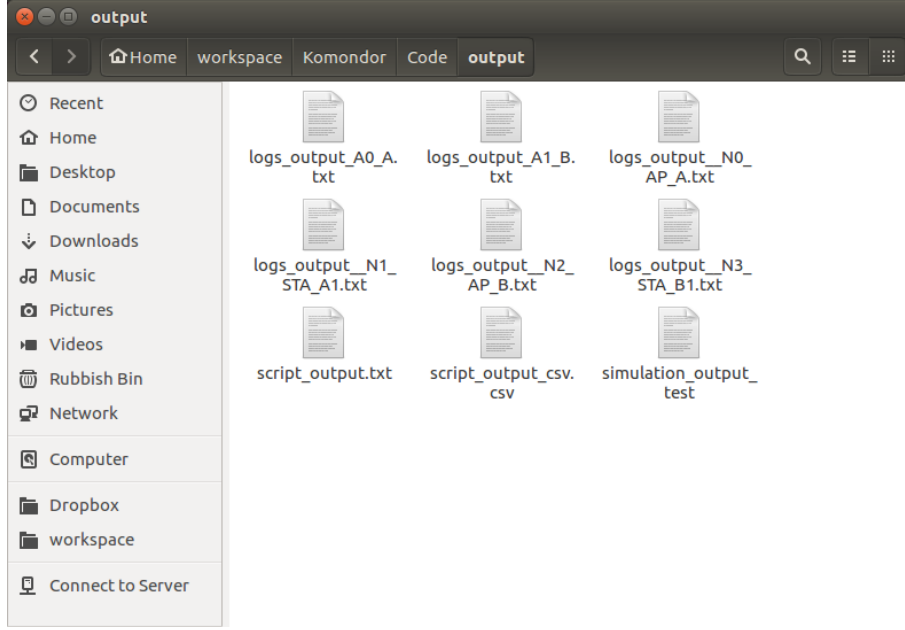 output
Home workspace Komondor Code output
Recent
Home
Desktop
Documents
Downloads
Music
Pictures
Videos
Rubbish Bin
Network
Computer
Dropbox
workspace
Connect to Server
logs_output_A0_A.
txt
logs_output_A1_B.
txt
logs_output__N0_
AP_A.txt
logs_output__N1_
STA_A1.txt
logs_output__N2_
AP_B.txt
logs_output__N3_
STA_B1.txt
script_output.txt
script_output_csv.
csv
simulation_output_
test